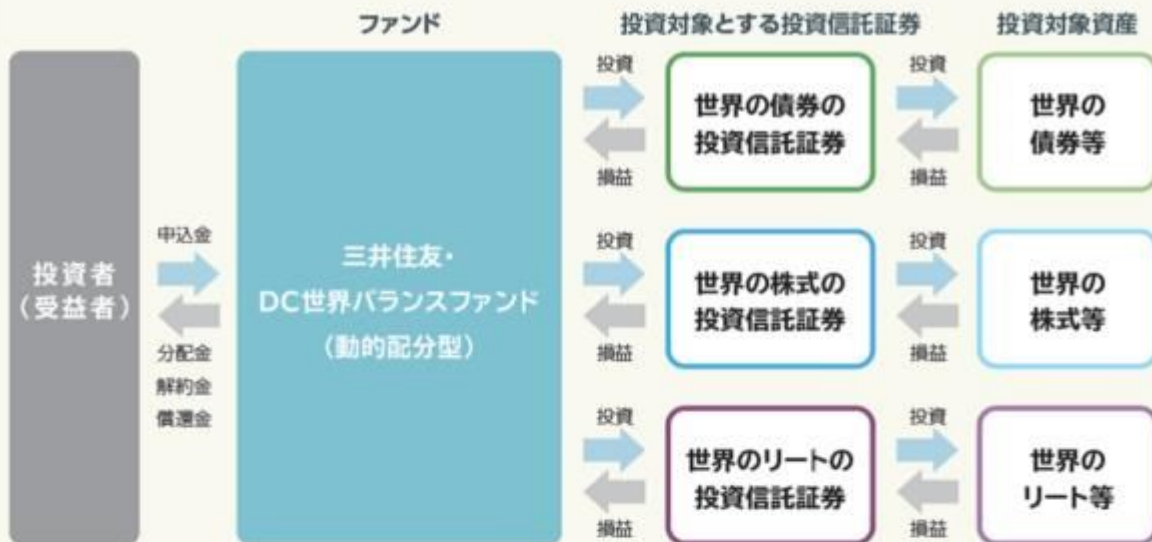 ファンド
投資対象とする投資信託証券
投資対象資産
投資者
（受益者）
申込金
分配金
解約金
償還金
三井住友・
DC世界バランスファンド
（動的配分型）
投資
損益
世界の債券の
投資信託証券
投資
損益
世界の
債券等
投資
損益
世界の株式の
投資信託証券
投資
損益
世界の
株式等
投資
損益
世界のリートの
投資信託証券
投資
損益
世界の
リート等